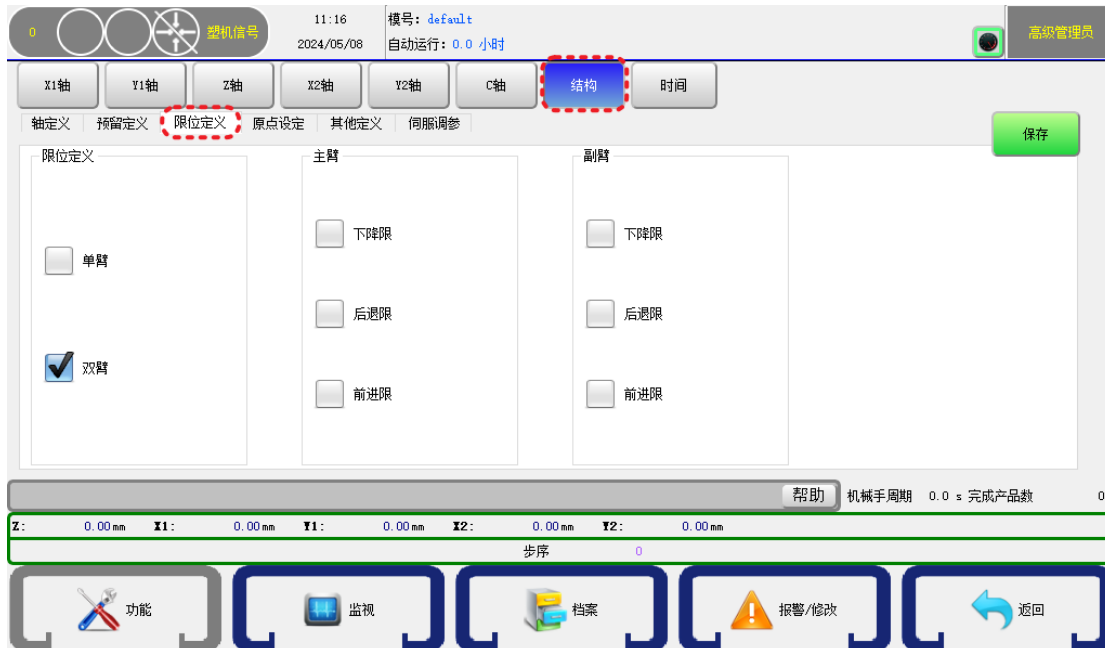 0 塑机信号 11:16 模号：default 高级管理员
2024/05/08 自动运行：0.0 小时
X1轴 Y1轴 Z轴 X2轴 Y2轴 C轴 结构 时间
轴定义 预留定义 限位定义 原点设定 其他定义 伺服调参
保存
限位定义 主臂 副臂
下降限 下降限
单臂
后退限 后退限
双臂
前进限 前进限
帮助 机械手周期 0.0 s 完成产品数 0
Z: 0.00mm X1: 0.00mm Y1: 0.00mm X2: 0.00mm Y2: 0.00mm
步序 0
功能 监视 档案 报警/修改 返回